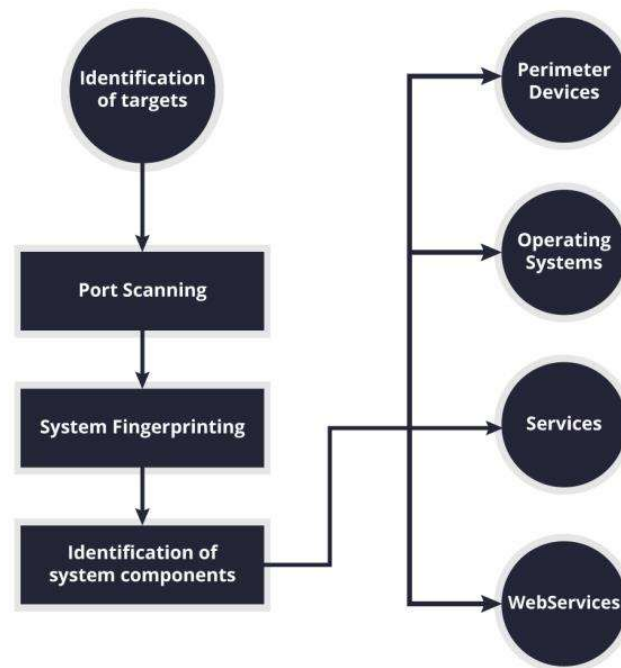 Identification
of targets
Port Scanning
System Fingerprinting
Identification of
system components
Perimeter
Devices
Operating
Systems
Services
WebServices